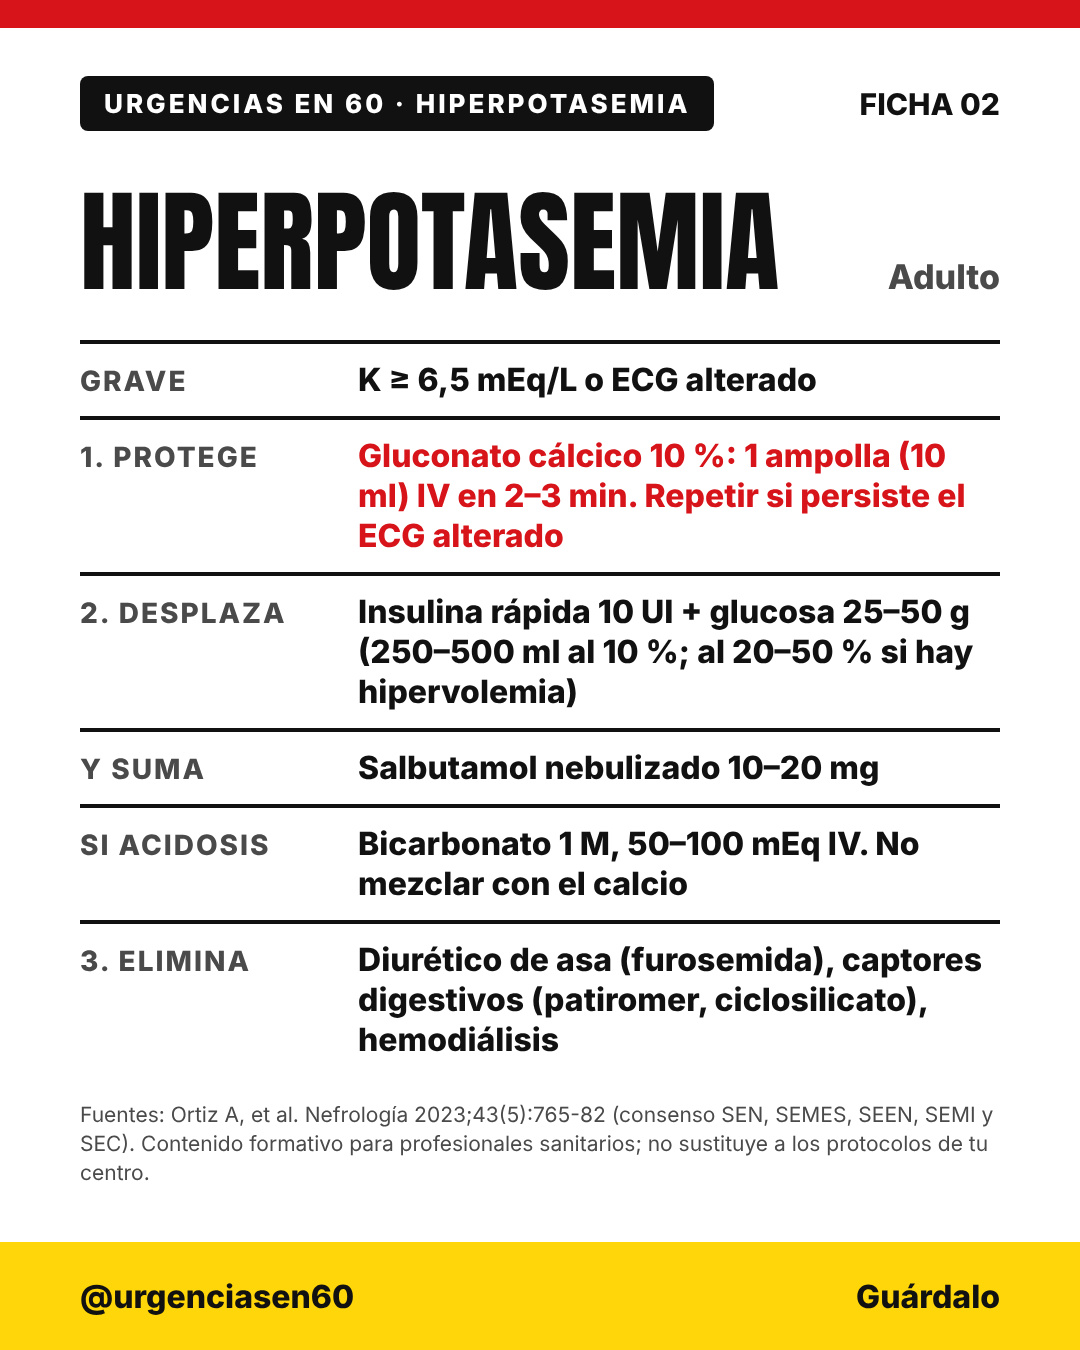 URGENCIAS EN 60 · HIPERPOTASEMIA
FICHA 02
HIPERPOTASEMIA
Adulto
GRAVE
K ≥ 6,5 mEq/L o ECG alterado
1. PROTEGE
Gluconato cálcico 10 %: 1 ampolla (10
ml) IV en 2–3 min. Repetir si persiste el
ECG alterado
2. DESPLAZA
Insulina rápida 10 UI + glucosa 25–50 g
(250–500 ml al 10 %; al 20–50 % si hay
hipervolemia)
Y SUMA
Salbutamol nebulizado 10–20 mg
SI ACIDOSIS
Bicarbonato 1 M, 50–100 mEq IV. No
mezclar con el calcio
3. ELIMINA
Diurético de asa (furosemida), captores
digestivos (patiromer, ciclosilicato),
hemodiálisis
Fuentes: Ortiz A, et al. Nefrología 2023;43(5):765-82 (consenso SEN, SEMES, SEEN, SEMI y
SEC). Contenido formativo para profesionales sanitarios; no sustituye a los protocolos de tu
centro.
@urgenciasen60
Guárdalo